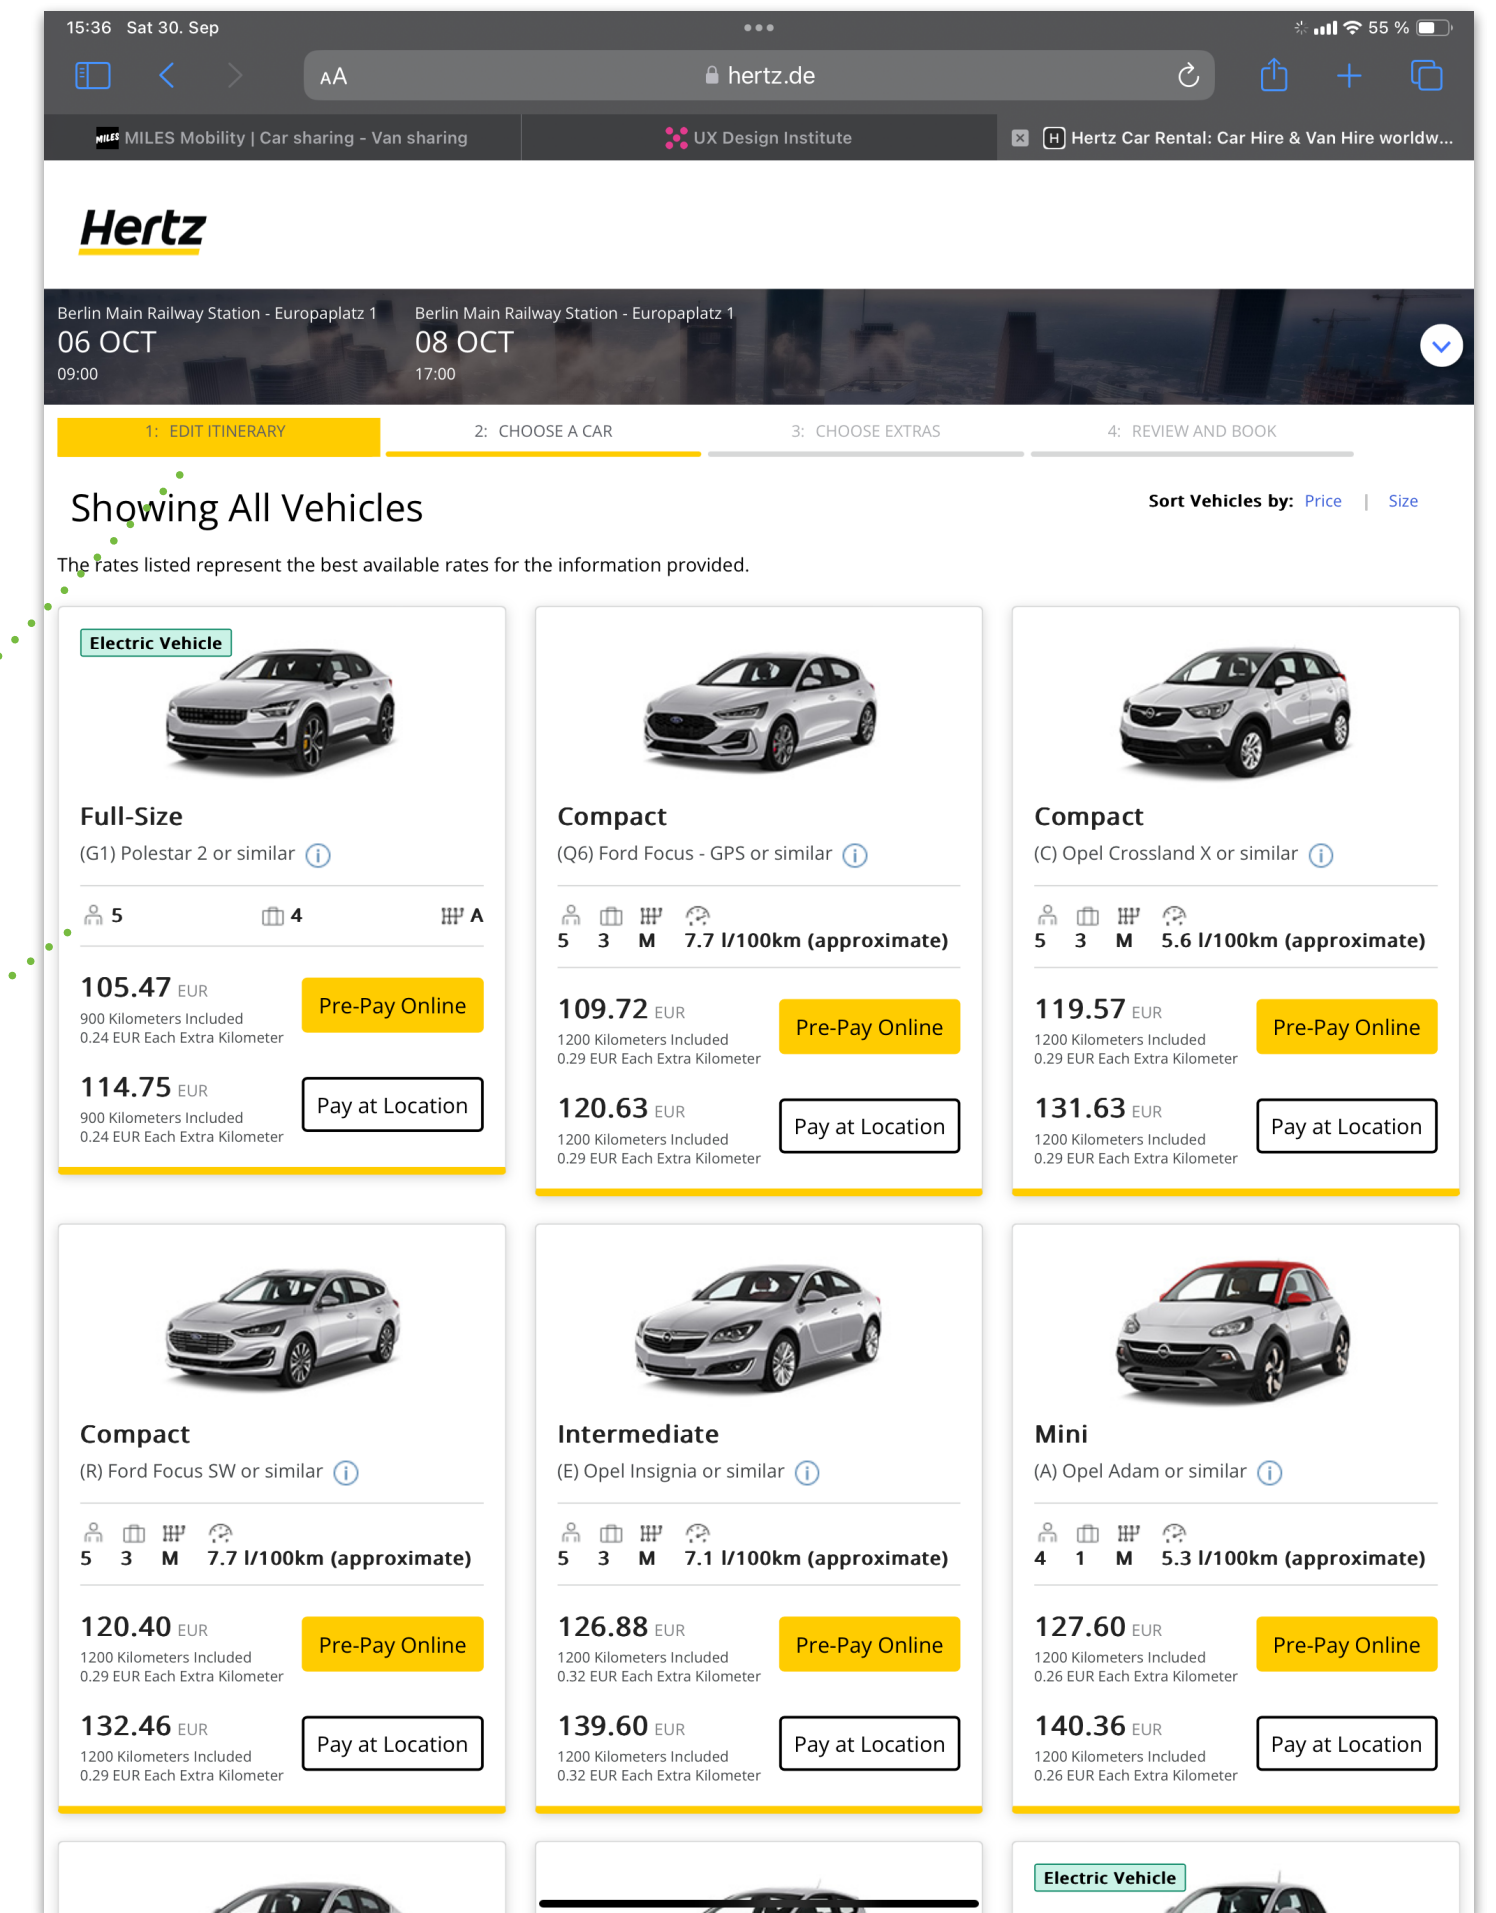 15:36 Sat 30. Sep
55 %
AA
hertz.de
MILES MILES Mobility | Car sharing - Van sharing
UX Design Institute
H Hertz Car Rental: Car Hire & Van Hire worldw...
Hertz
Berlin Main Railway Station - Europaplatz 1
06 OCT
09:00
Berlin Main Railway Station - Europaplatz 1
08 OCT
17:00
1: EDIT ITINERARY
2: CHOOSE A CAR
3: CHOOSE EXTRAS
4: REVIEW AND BOOK
Showing All Vehicles
Sort Vehicles by: Price | Size
The rates listed represent the best available rates for the information provided.
Electric Vehicle
Full-Size
(G1) Polestar 2 or similar
5 4 A
105.47 EUR
900 Kilometers Included
0.24 EUR Each Extra Kilometer
Pre-Pay Online
114.75 EUR
900 Kilometers Included
0.24 EUR Each Extra Kilometer
Pay at Location
Compact
(Q6) Ford Focus - GPS or similar
5 3 M 7.7 l/100km (approximate)
109.72 EUR
1200 Kilometers Included
0.29 EUR Each Extra Kilometer
Pre-Pay Online
120.63 EUR
1200 Kilometers Included
0.29 EUR Each Extra Kilometer
Pay at Location
Compact
(C) Opel Crossland X or similar
5 3 M 5.6 l/100km (approximate)
119.57 EUR
1200 Kilometers Included
0.29 EUR Each Extra Kilometer
Pre-Pay Online
131.63 EUR
1200 Kilometers Included
0.29 EUR Each Extra Kilometer
Pay at Location
Compact
(R) Ford Focus SW or similar
5 3 M 7.7 l/100km (approximate)
120.40 EUR
1200 Kilometers Included
0.29 EUR Each Extra Kilometer
Pre-Pay Online
132.46 EUR
1200 Kilometers Included
0.29 EUR Each Extra Kilometer
Pay at Location
Intermediate
(E) Opel Insignia or similar
5 3 M 7.1 l/100km (approximate)
126.88 EUR
1200 Kilometers Included
0.32 EUR Each Extra Kilometer
Pre-Pay Online
139.60 EUR
1200 Kilometers Included
0.32 EUR Each Extra Kilometer
Pay at Location
Mini
(A) Opel Adam or similar
4 1 M 5.3 l/100km (approximate)
127.60 EUR
1200 Kilometers Included
0.26 EUR Each Extra Kilometer
Pre-Pay Online
140.36 EUR
1200 Kilometers Included
0.26 EUR Each Extra Kilometer
Pay at Location
Electric Vehicle